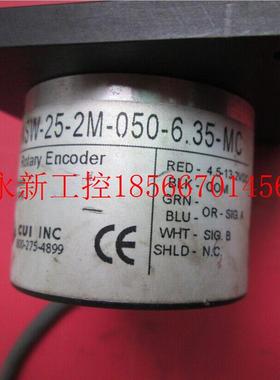 SW-25-2M-050-6.35-MC
Rotary Encoder
RED- 4.5-13.2VDC
COM
GRN-
BLU - OR- SIG. A
WHT- SIG. B
SHLD- N.C.
CUI INC
800-275-4899
CE
永新工控18566701456